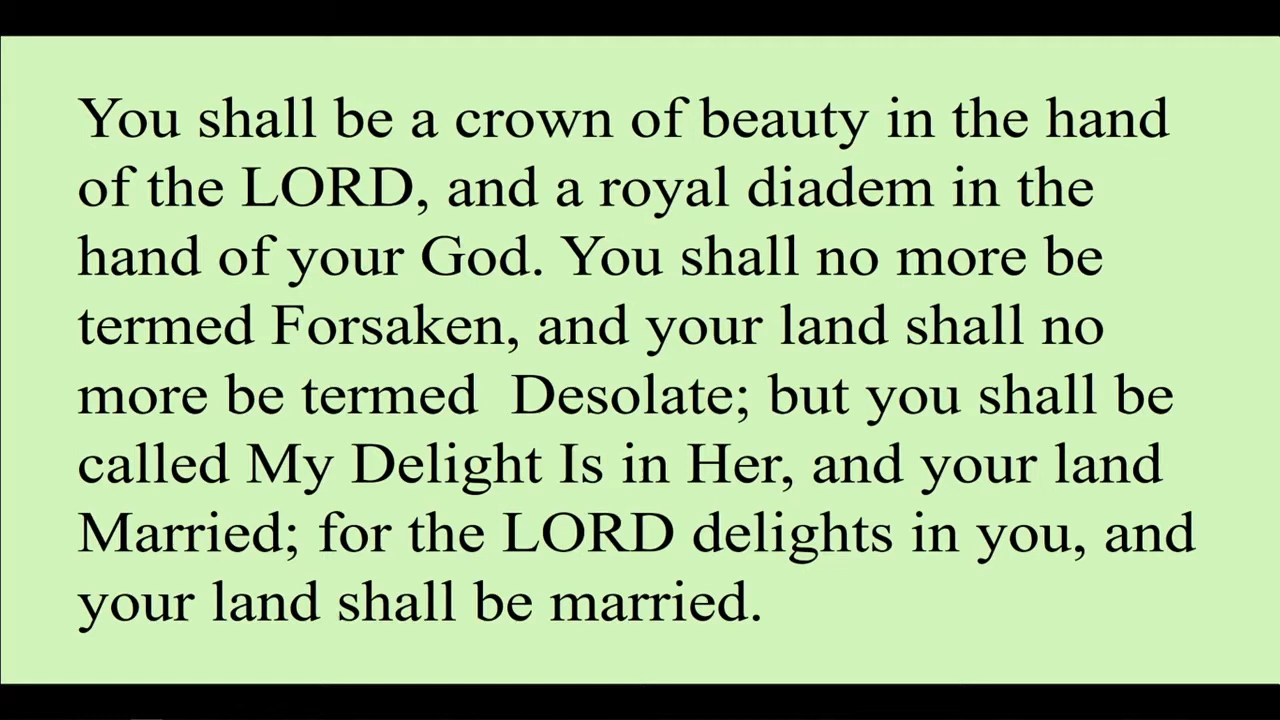 You shall be a crown of beauty in the hand
of the LORD, and a royal diadem in the
hand of your God. You shall no more be
termed Forsaken, and your land shall no
more be termed  Desolate; but you shall be
called My Delight Is in Her, and your land
Married; for the LORD delights in you, and
your land shall be married.